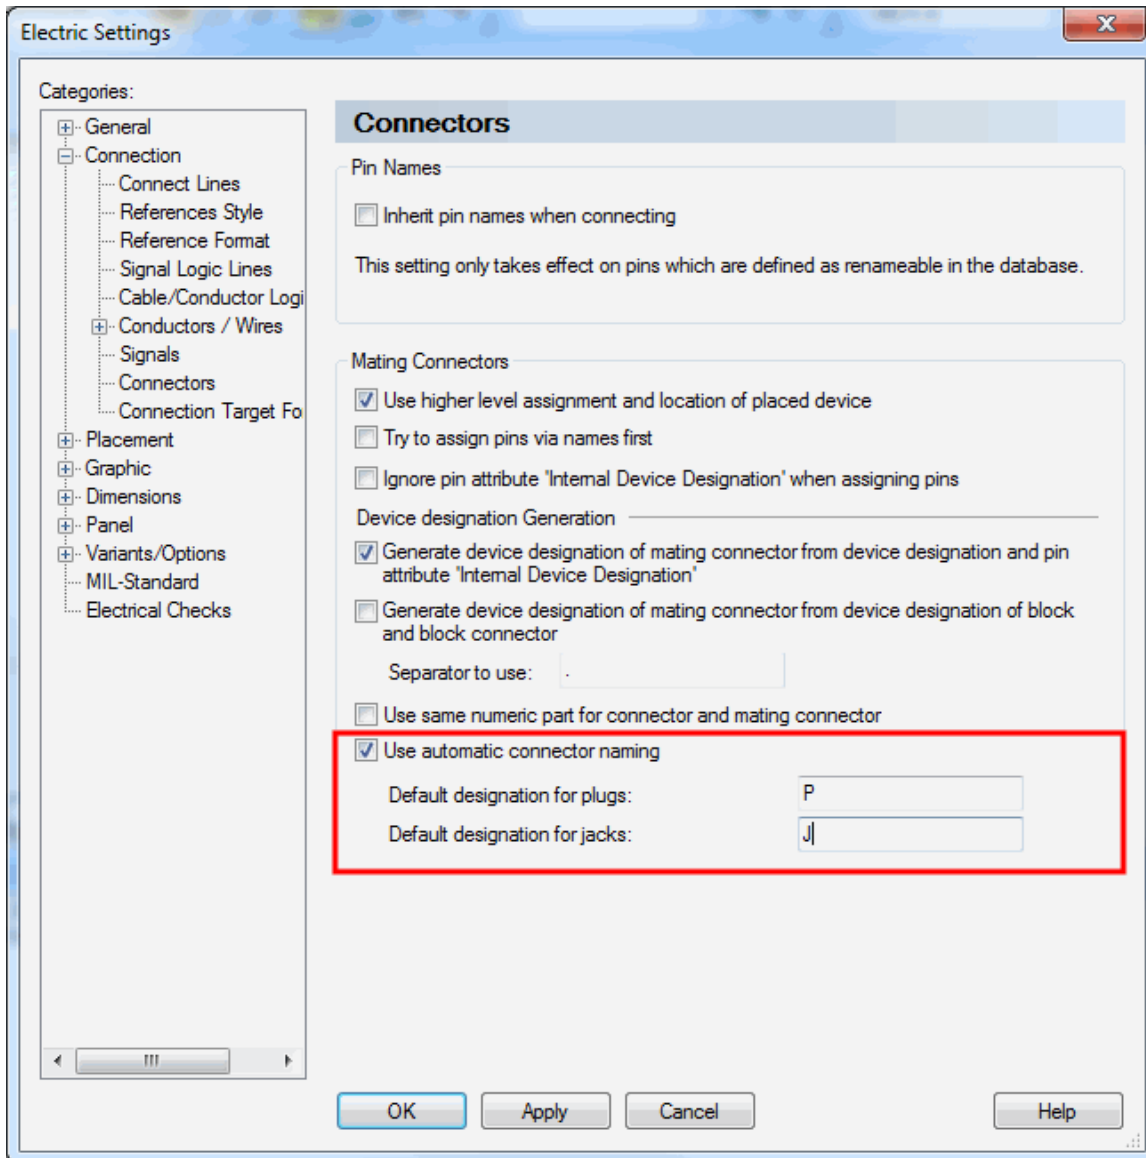 Electric Settings
Categories:
General
Connection
Connect Lines
References Style
Reference Format
Signal Logic Lines
Cable/Conductor Logi
Conductors / Wires
Signals
Connectors
Connection Target Fo
Placement
Graphic
Dimensions
Panel
Variants/Options
MIL-Standard
Electrical Checks
Connectors
Pin Names
Inherit pin names when connecting
This setting only takes effect on pins which are defined as renameable in the database.
Mating Connectors
Use higher level assignment and location of placed device
Try to assign pins via names first
Ignore pin attribute 'Internal Device Designation' when assigning pins
Device designation Generation
Generate device designation of mating connector from device designation and pin
attribute 'Internal Device Designation'
Generate device designation of mating connector from device designation of block
and block connector
Separator to use: .
Use same numeric part for connector and mating connector
Use automatic connector naming
Default designation for plugs: P
Default designation for jacks: J
OK Apply Cancel Help